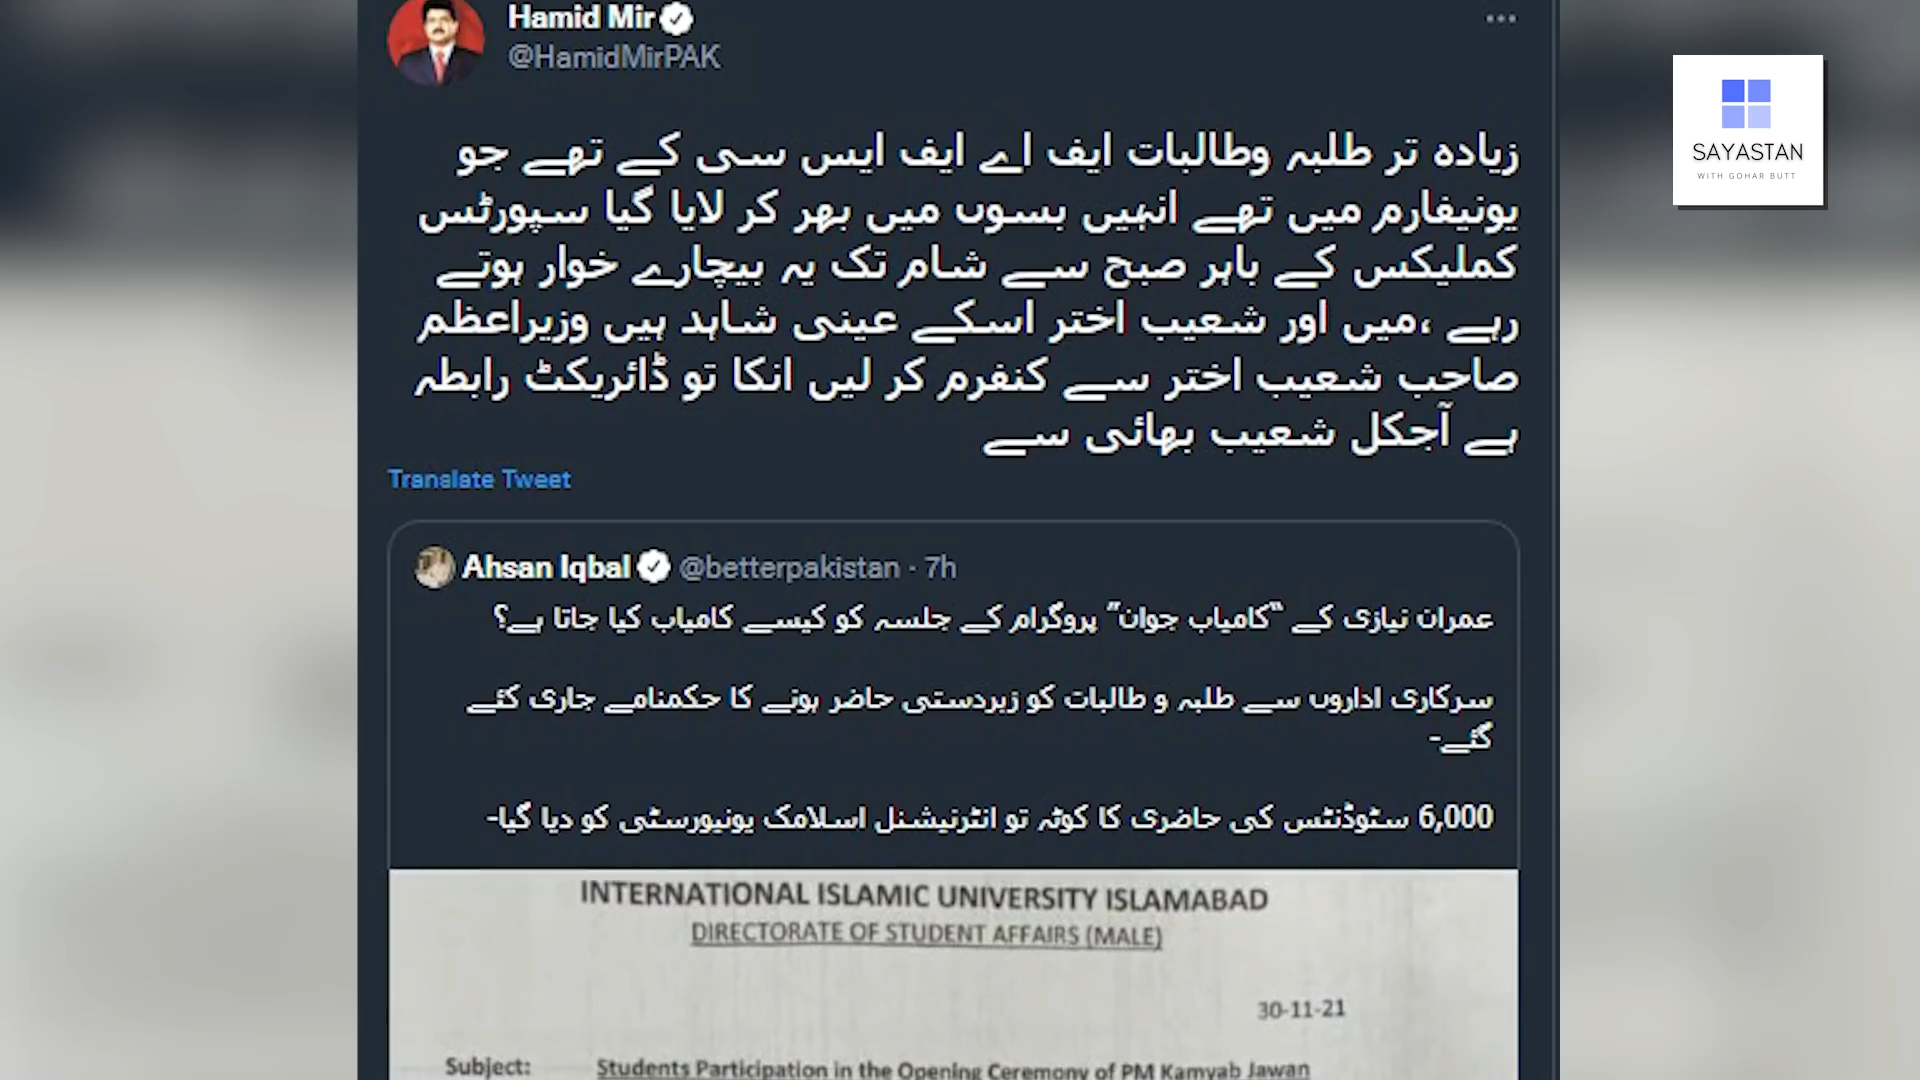 Hamid Mir
@HamidMirPAK
زیادہ تر طلبہ وطالبات ایف اے ایف ایس سی کے تھے جو
یونیفارم میں تھے انہیں بسوں میں بھر کر لایا گیا سپورٹس
کملیکس کے باہر صبح سے شام تک یہ بیچارے خوار ہوتے
رہے ،میں اور شعیب اختر اسکے عینی شاہد ہیں وزیراعظم
صاحب شعیب اختر سے کنفرم کر لیں انکا تو ڈائریکٹ رابطہ
ہے آجکل شعیب بھائی سے
Translate Tweet
Ahsan Iqbal @betterpakistan · 7h
عمران نیازی کے “کامیاب جوان” پروگرام کے جلسہ کو کیسے کامیاب کیا جاتا ہے؟
سرکاری اداروں سے طلبہ و طالبات کو زبردستی حاضر ہونے کا حکمنامے جاری کئے
گئے-
6,000 سٹوڈنٹس کی حاضری کا کوٹہ تو انٹرنیشنل اسلامک یونیورسٹی کو دیا گیا-
INTERNATIONAL ISLAMIC UNIVERSITY ISLAMABAD
DIRECTORATE OF STUDENT AFFAIRS (MALE)
30-11-21
Subject: Students Participation in the Opening Ceremony of PM Kamyab Jawan
SAYASTAN
WITH GOHAR BUTT